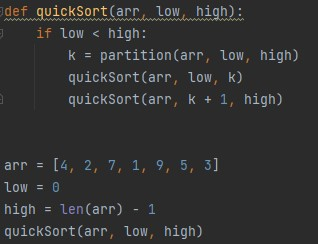 def quickSort(arr, low, high):
    if low < high:
        k = partition(arr, low, high)
        quickSort(arr, low, k)
        quickSort(arr, k + 1, high)
arr = [4, 2, 7, 1, 9, 5, 3]
low = 0
high = len(arr) - 1
quickSort(arr, low, high)